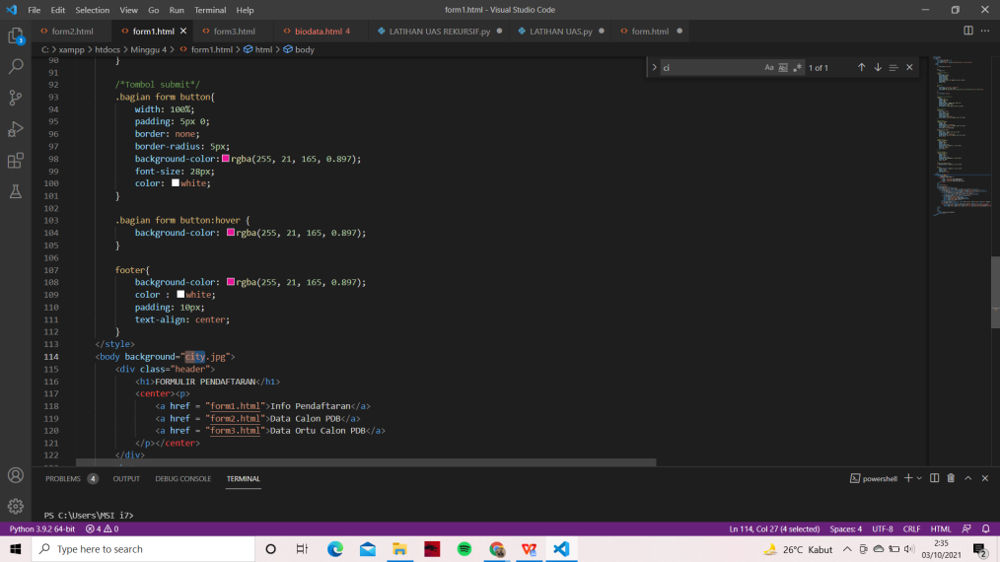 File Edit Selection View Go Run Terminal Help form1.html - Visual Studio Code
form2.html form1.html form3.html biodata.html 4 LATIHAN UAS REKURSIF.py LATIHAN UAS.py form.html
C: > xampp > htdocs > Minggu 4 > form1.html > html > body
ci Aa ab 1 of 1
90 }
91
92 /*Tombol submit*/
93 .bagian form button{
94 width: 100%;
95 padding: 5px 0;
96 border: none;
97 border-radius: 5px;
98 background-color: rgba(255, 21, 165, 0.897);
99 font-size: 28px;
100 color: white;
101 }
102
103 .bagian form button:hover {
104 background-color: rgba(255, 21, 165, 0.897);
105 }
106
107 footer{
108 background-color: rgba(255, 21, 165, 0.897);
109 color : white;
110 padding: 10px;
111 text-align: center;
112 }
113 </style>
114 <body background="city.jpg">
115 <div class="header">
116 <h1>FORMULIR PENDAFTARAN</h1>
117 <center><p>
118 <a href = "form1.html">Info Pendaftaran</a>
119 <a href = "form2.html">Data Calon PDB</a>
120 <a href = "form3.html">Data Ortu Calon PDB</a>
121 </p></center>
122 </div>
PROBLEMS 4 OUTPUT DEBUG CONSOLE TERMINAL powershell
PS C:\Users\MSI i7>
Python 3.9.2 64-bit 4 0 Ln 114, Col 27 (4 selected) Spaces: 4 UTF-8 CRLF HTML
Type here to search 26°C Kabut 2:35
03/10/2021 2